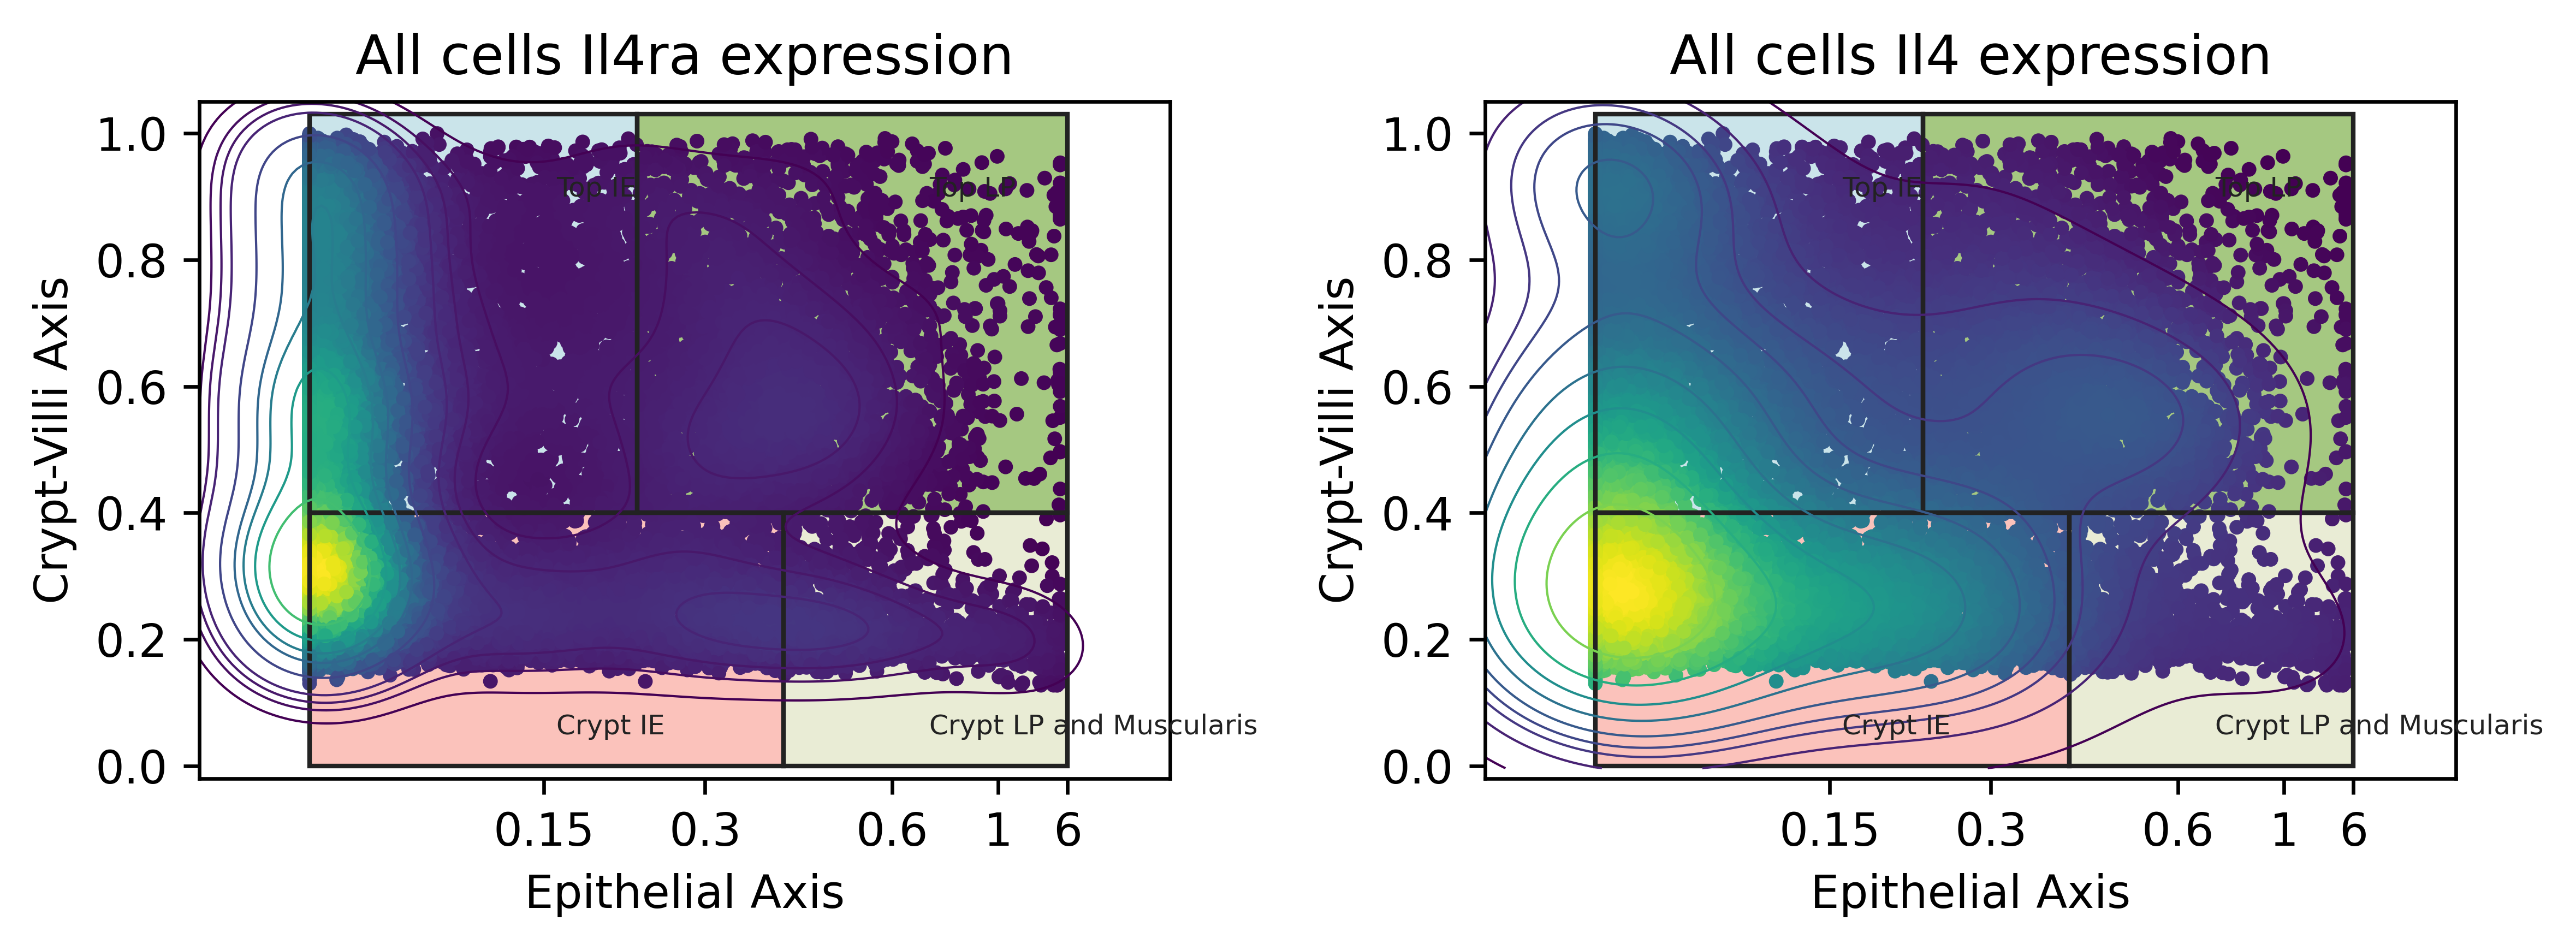 All cells Il4ra expression
1.0
0.8
0.6
0.4
0.2
0.0
Crypt-Villi Axis
Top IE
Top LP
Crypt IE
Crypt LP and Muscularis
0.15 0.3 0.6 1 6
Epithelial Axis
All cells Il4 expression
1.0
0.8
0.6
0.4
0.2
0.0
Crypt-Villi Axis
Top IE
Top LP
Crypt IE
Crypt LP and Muscularis
0.15 0.3 0.6 1 6
Epithelial Axis